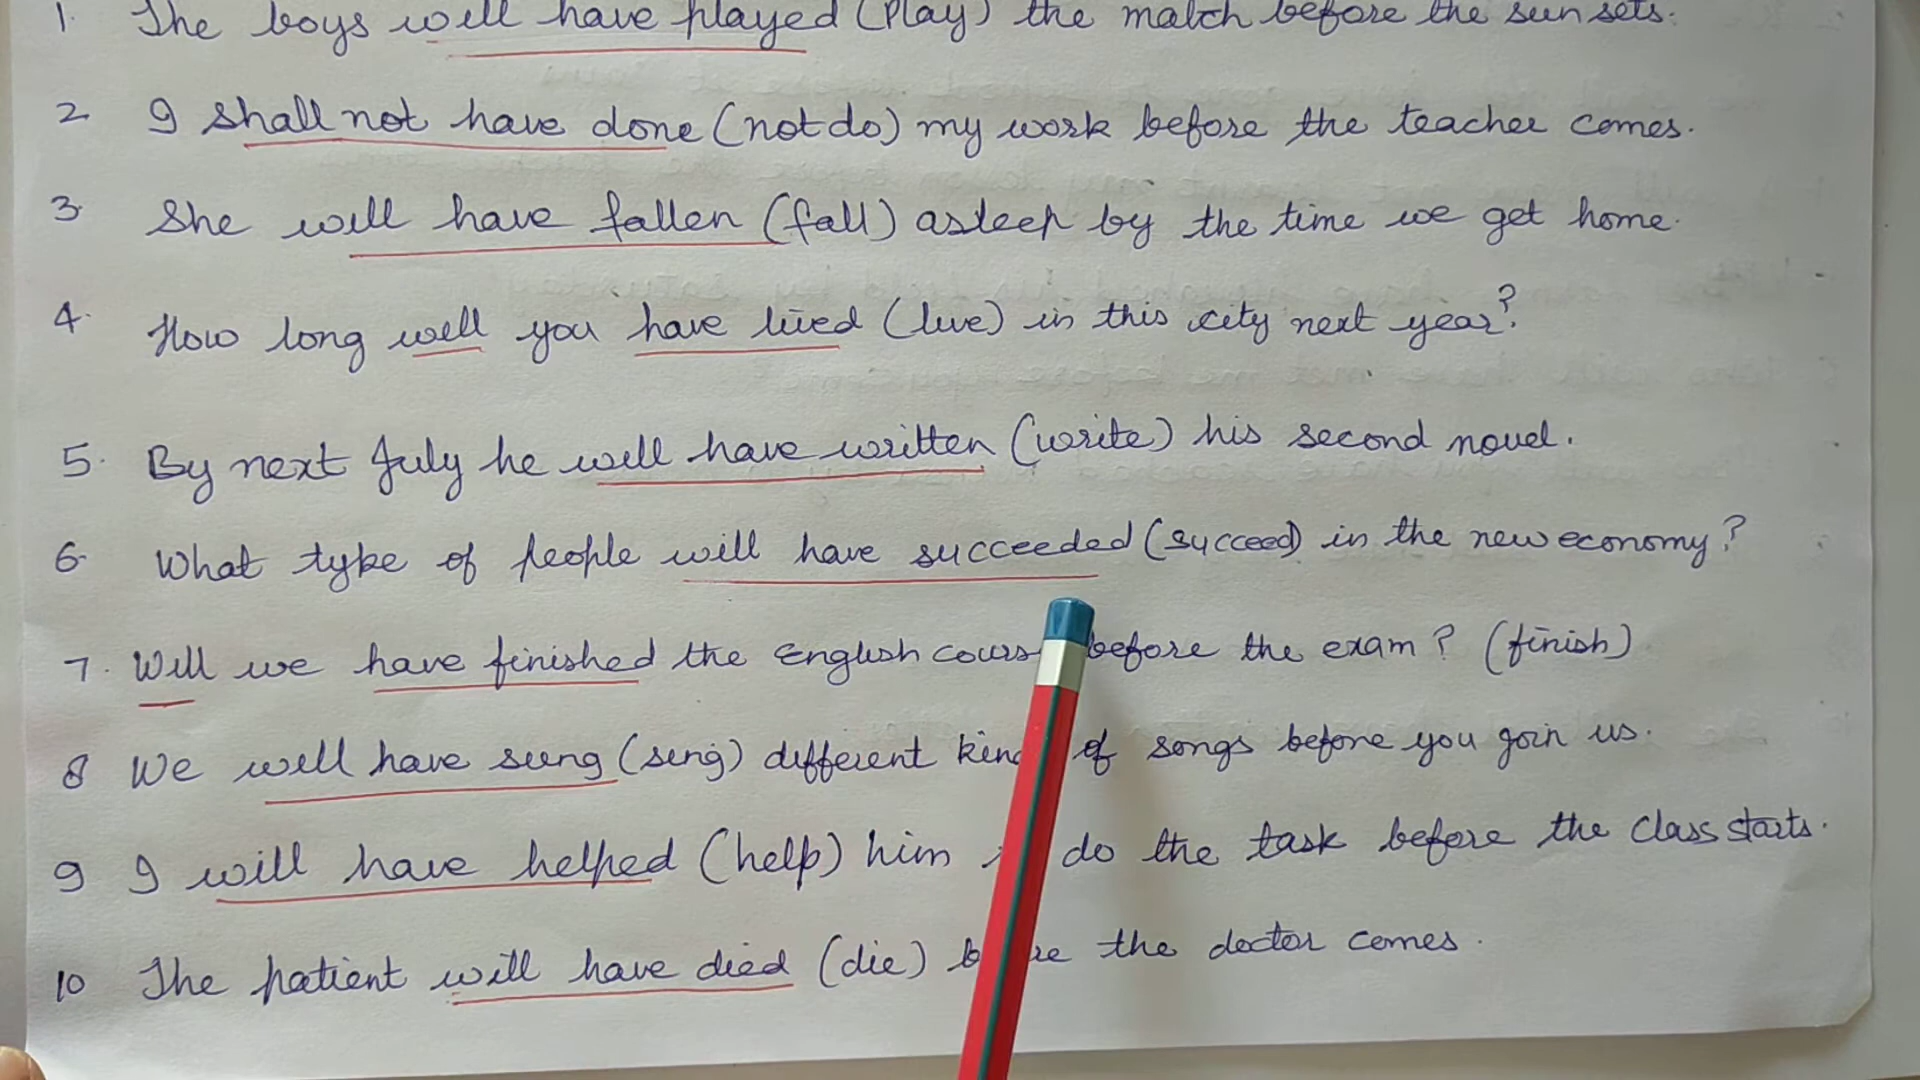 1. The boys will have played (Play) the match before the sun sets.
2 I shall not have done (not do) my work before the teacher comes.
3. She will have fallen (fall) asleep by the time we get home.
4. How long will you have lived (live) in this city next year?
5. By next July he will have written (write) his second novel.
6. What type of people will have succeeded (succeed) in the new economy?
7. Will we have finished the English cours before the exam? (finish)
8 We will have sung (sing) different kind of songs before you join us.
9 I will have helped (help) him do the task before the class starts.
10 The patient will have died (die) the doctor comes.